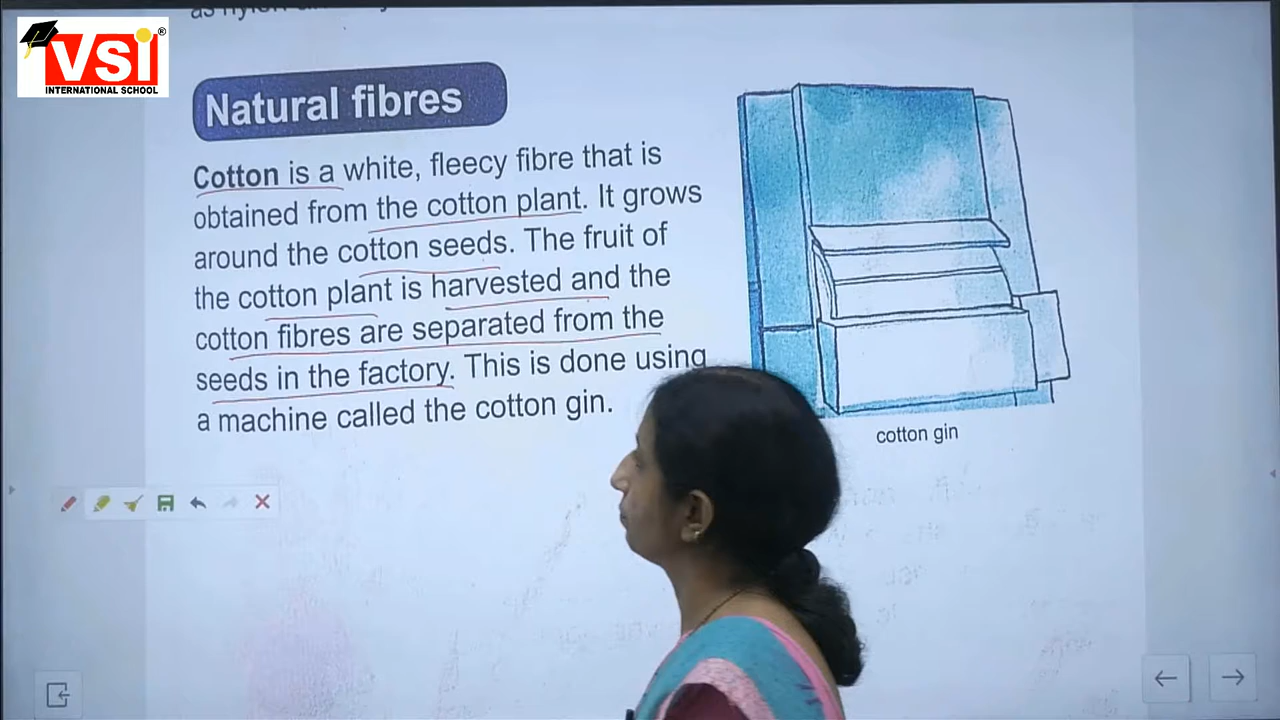 VSI
®
INTERNATIONAL SCHOOL
as nylon
Natural fibres
Cotton is a white, fleecy fibre that is
obtained from the cotton plant. It grows
around the cotton seeds. The fruit of
the cotton plant is harvested and the
cotton fibres are separated from the
seeds in the factory. This is done using
a machine called the cotton gin.
cotton gin